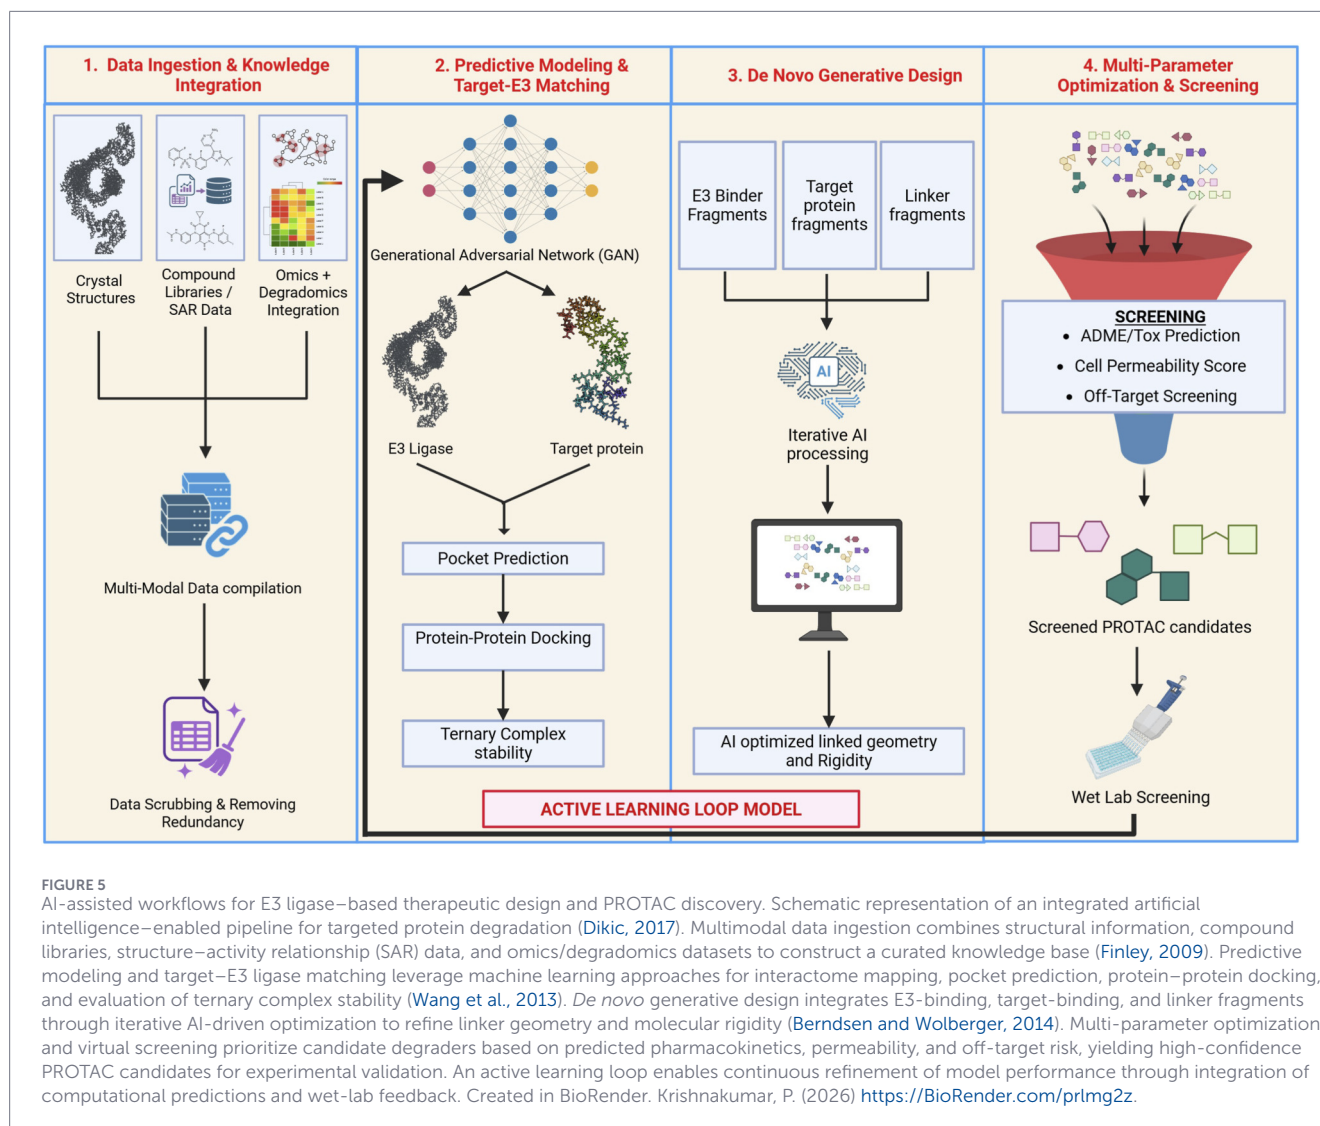 1. Data Ingestion & Knowledge
Integration
Crystal
Structures
Compound
Libraries /
SAR Data
Omics +
Degradomics
Integration
Multi-Modal Data compilation
Data Scrubbing & Removing
Redundancy
2. Predictive Modeling &
Target-E3 Matching
Generational Adversarial Network (GAN)
E3 Ligase
Target protein
Pocket Prediction
Protein-Protein Docking
Ternary Complex
stability
3. De Novo Generative Design
E3 Binder
Fragments
Target
protein
fragments
Linker
fragments
AI
Iterative AI
processing
AI optimized linked geometry
and Rigidity
4. Multi-Parameter
Optimization & Screening
SCREENING
• ADME/Tox Prediction
• Cell Permeability Score
• Off-Target Screening
Screened PROTAC candidates
Wet Lab Screening
ACTIVE LEARNING LOOP MODEL
FIGURE 5
AI-assisted workflows for E3 ligase–based therapeutic design and PROTAC discovery. Schematic representation of an integrated artificial
intelligence–enabled pipeline for targeted protein degradation (Dikic, 2017). Multimodal data ingestion combines structural information, compound
libraries, structure–activity relationship (SAR) data, and omics/degradomics datasets to construct a curated knowledge base (Finley, 2009). Predictive
modeling and target–E3 ligase matching leverage machine learning approaches for interactome mapping, pocket prediction, protein–protein docking,
and evaluation of ternary complex stability (Wang et al., 2013). De novo generative design integrates E3-binding, target-binding, and linker fragments
through iterative AI-driven optimization to refine linker geometry and molecular rigidity (Berndsen and Wolberger, 2014). Multi-parameter optimization
and virtual screening prioritize candidate degraders based on predicted pharmacokinetics, permeability, and off-target risk, yielding high-confidence
PROTAC candidates for experimental validation. An active learning loop enables continuous refinement of model performance through integration of
computational predictions and wet-lab feedback. Created in BioRender. Krishnakumar, P. (2026) https://BioRender.com/prlmg2z.